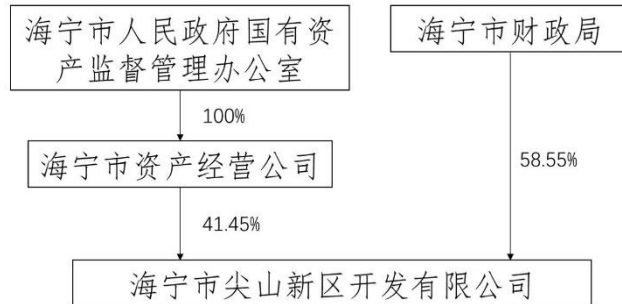 海宁市人民政府国有资
产监督管理办公室
海宁市财政局
100%
海宁市资产经营公司
58.55%
41.45%
海宁市尖山新区开发有限公司